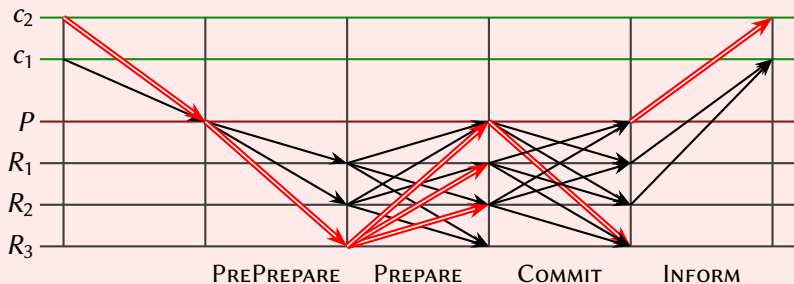 c₂
c₁
P
R₁
R₂
R₃
PrePrepare Prepare Commit Inform